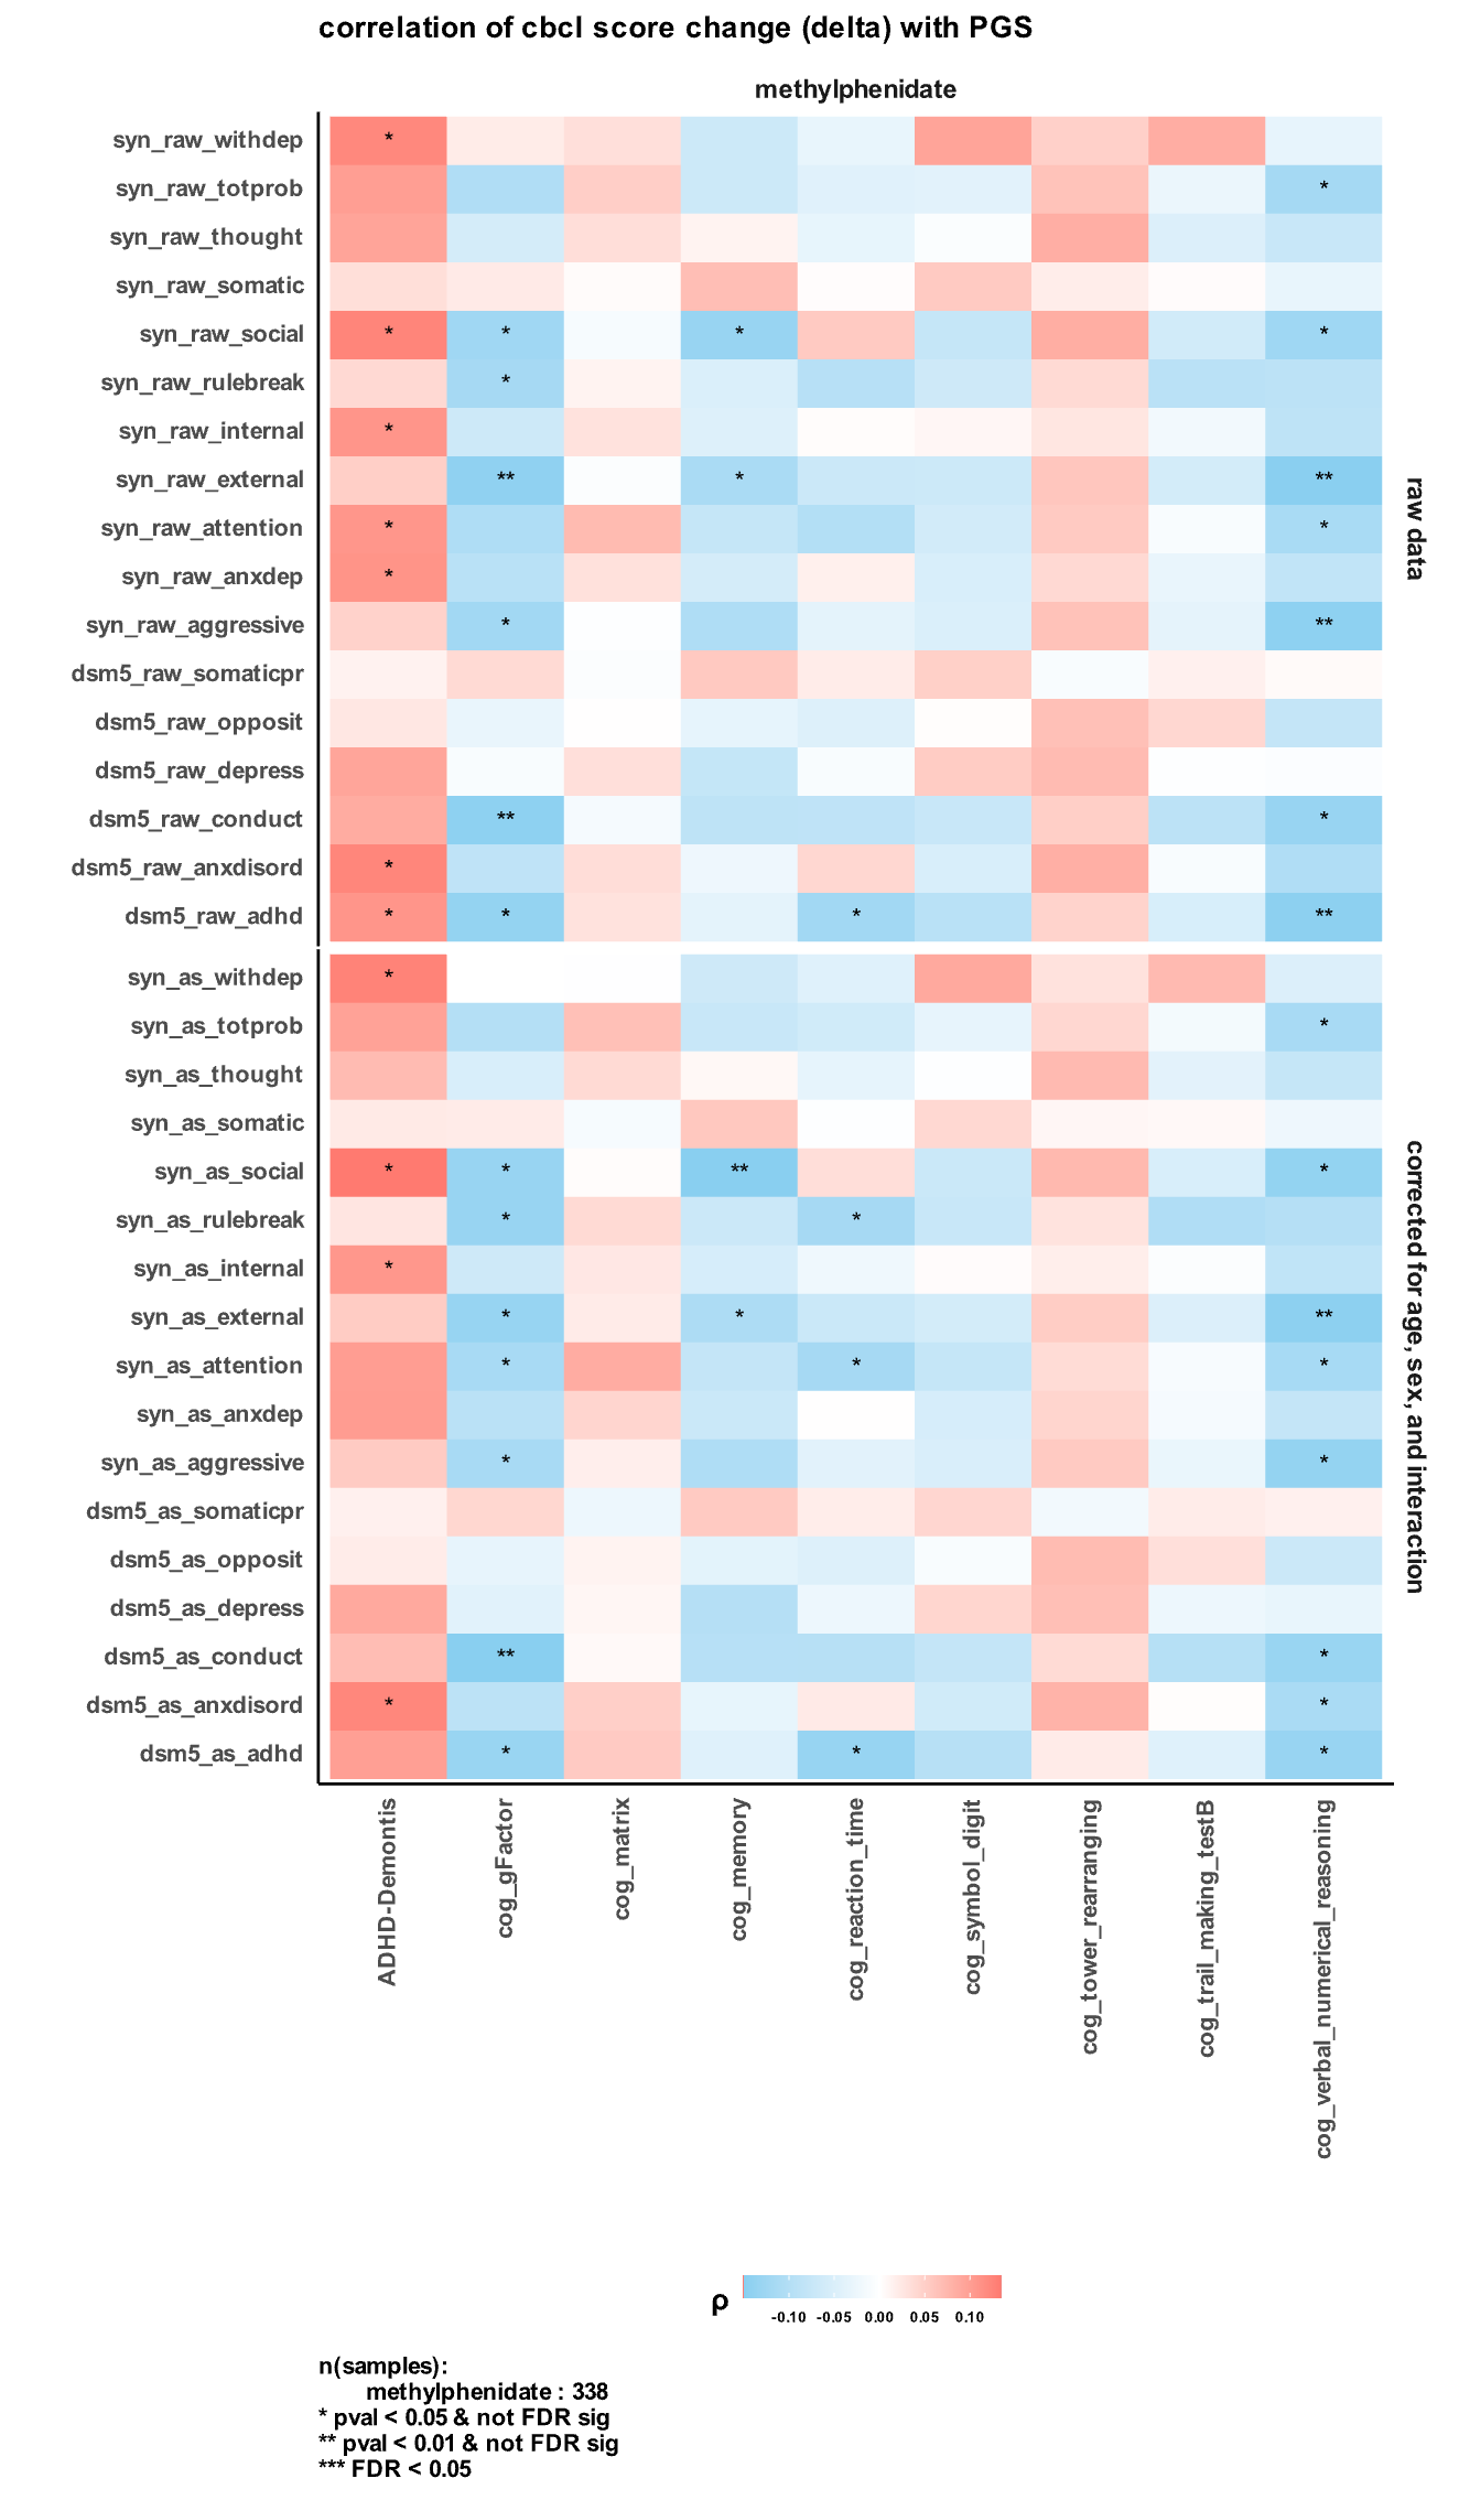 correlation of cbcl score change (delta) with PGS
methylphenidate
syn_raw_withdep *
syn_raw_totprob *
syn_raw_thought
syn_raw_somatic
syn_raw_social * * * *
syn_raw_rulebreak *
syn_raw_internal *
syn_raw_external ** * **
syn_raw_attention * *
syn_raw_anxdep *
syn_raw_aggressive * **
dsm5_raw_somaticpr
dsm5_raw_opposit
dsm5_raw_depress
dsm5_raw_conduct ** *
dsm5_raw_anxdisord *
dsm5_raw_adhd * * * **
raw data
syn_as_withdep *
syn_as_totprob *
syn_as_thought
syn_as_somatic
syn_as_social * * ** *
syn_as_rulebreak * *
syn_as_internal *
syn_as_external * * **
syn_as_attention * * *
syn_as_anxdep
syn_as_aggressive * *
dsm5_as_somaticpr
dsm5_as_opposit
dsm5_as_depress
dsm5_as_conduct ** *
dsm5_as_anxdisord * *
dsm5_as_adhd * * *
corrected for age, sex, and interaction
ADHD-Demontis
cog_gFactor
cog_matrix
cog_memory
cog_reaction_time
cog_symbol_digit
cog_tower_rearranging
cog_trail_making_testB
cog_verbal_numerical_reasoning
ρ
-0.10 -0.05 0.00 0.05 0.10
n(samples):
methylphenidate : 338
* pval < 0.05 & not FDR sig
** pval < 0.01 & not FDR sig
*** FDR < 0.05